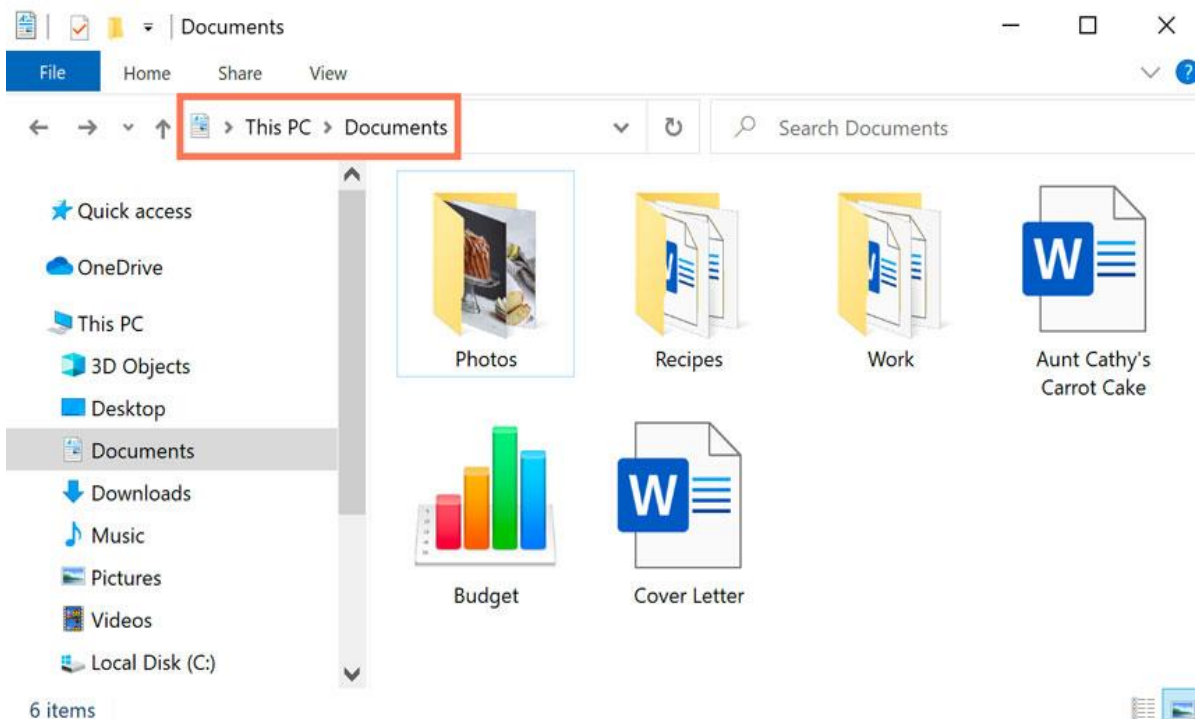 Documents
File Home Share View
?
> This PC > Documents
Search Documents
Quick access
OneDrive
This PC
3D Objects
Desktop
Documents
Downloads
Music
Pictures
Videos
Local Disk (C:)
Photos
Recipes
Work
W
Aunt Cathy's
Carrot Cake
Budget
W
Cover Letter
6 items